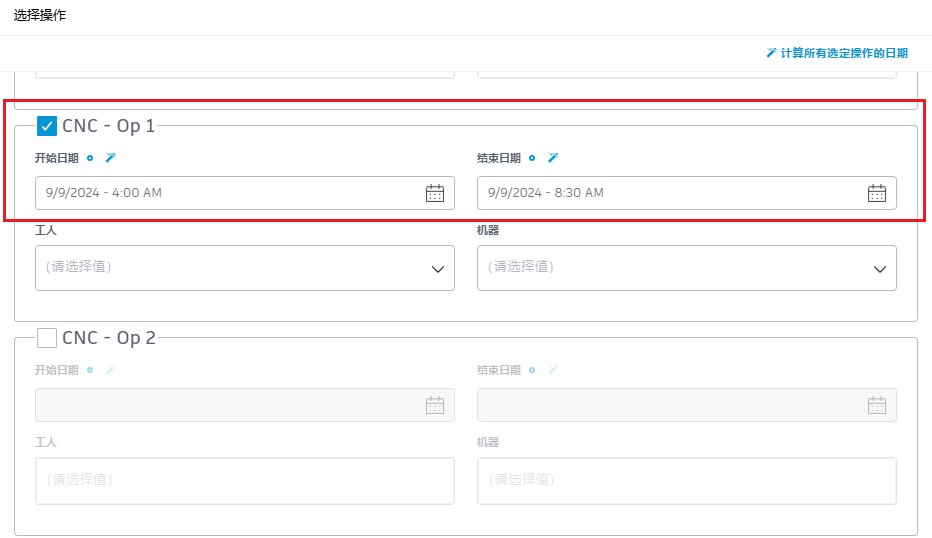 选择操作
计算所有选定操作的日期
CNC - Op 1
开始日期
结束日期
9/9/2024 - 4:00 AM
9/9/2024 - 8:30 AM
工人
机器
(请选择值)
(请选择值)
CNC - Op 2
开始日期
结束日期
工人
机器
(请选择值)
(请选择值)